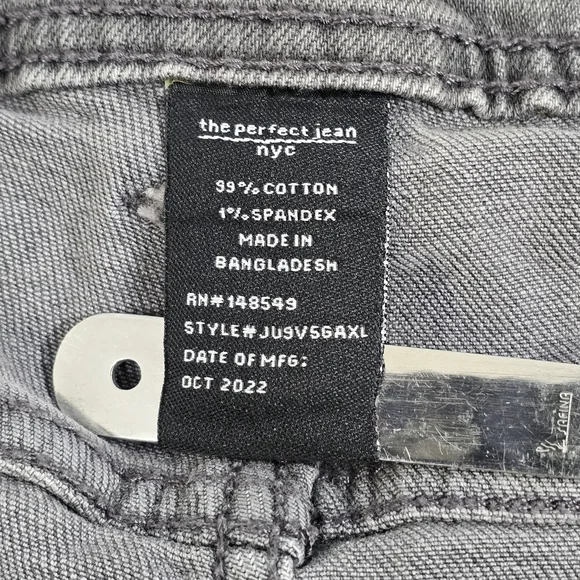 the perfect jean
nyc
99% COTTON
1% SPANDEX
MADE IN
BANGLADESH
RN# 148549
STYLE# JU9V5GAXL
DATE OF MFG:
OCT 2022
SAFINA